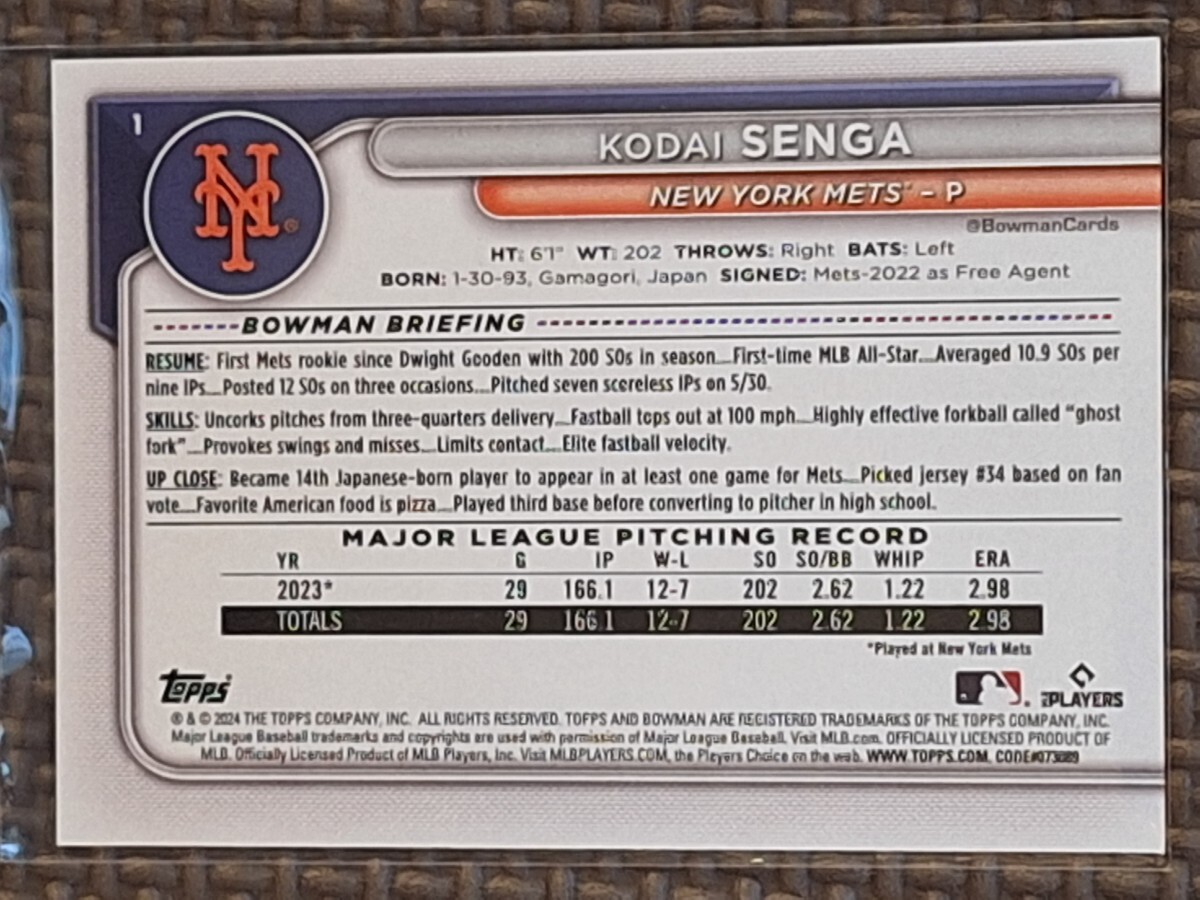 1
KODAI SENGA
NEW YORK METS - P
@BowmanCards
HT: 6'1" WT: 202 THROWS: Right BATS: Left
BORN: 1-30-93, Gamagori, Japan SIGNED: Mets-2022 as Free Agent
BOWMAN BRIEFING
RESUME: First Mets rookie since Dwight Gooden with 200 SOs in season...First-time MLB All-Star...Averaged 10.9 SOs per
nine IPs...Posted 12 SOs on three occasions...Pitched seven scoreless IPs on 5/30.
SKILLS: Uncorks pitches from three-quarters delivery...Fastball tops out at 100 mph...Highly effective forkball called “ghost
fork”...Provokes swings and misses...Limits contact...Elite fastball velocity.
UP CLOSE: Became 14th Japanese-born player to appear in at least one game for Mets...Picked jersey #34 based on fan
vote...Favorite American food is pizza...Played third base before converting to pitcher in high school.
MAJOR LEAGUE PITCHING RECORD
YR G IP W-L SO SO/BB WHIP ERA
2023* 29 166.1 12-7 202 2.62 1.22 2.98
TOTALS 29 166.1 12-7 202 2.62 1.22 2.98
*Played at New York Mets
Topps
PLAYERS
® & © 2024 THE TOPPS COMPANY, INC. ALL RIGHTS RESERVED. TOPPS AND BOWMAN ARE REGISTERED TRADEMARKS OF THE TOPPS COMPANY, INC.
Major League Baseball trademarks and copyrights are used with permission of Major League Baseball. Visit MLB.com. OFFICIALLY LICENSED PRODUCT OF
MLB. Officially Licensed Product of MLB Players, Inc. Visit MLBPLAYERS.COM, the Players Choice on the web. WWW.TOPPS.COM.